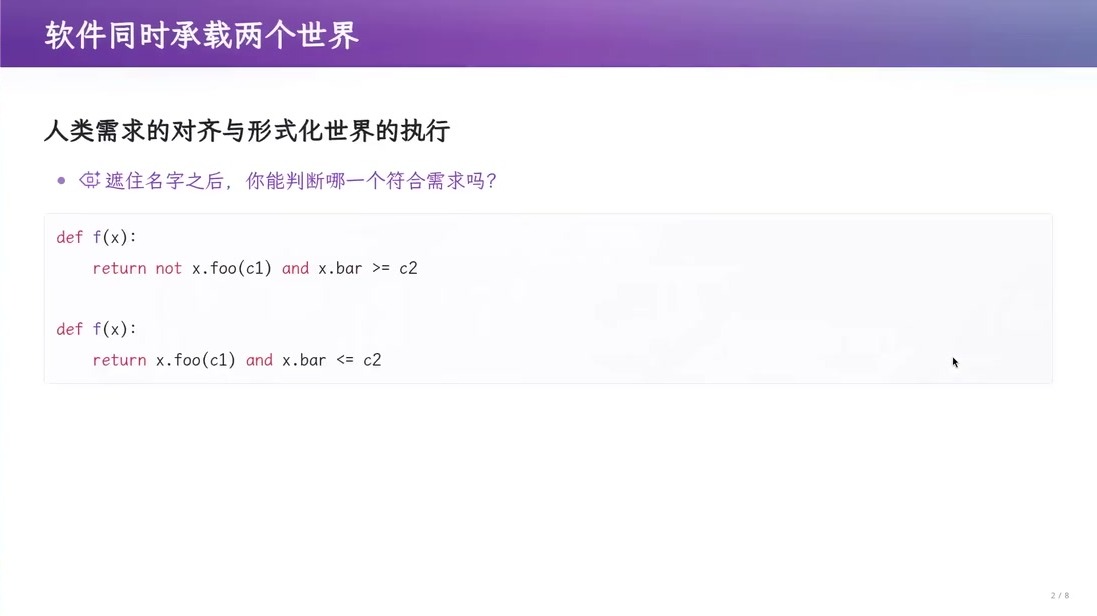 软件同时承载两个世界
人类需求的对齐与形式化世界的执行
• 遮住名字之后，你能判断哪一个符合需求吗？
def f(x):
    return not x.foo(c1) and x.bar >= c2
def f(x):
    return x.foo(c1) and x.bar <= c2
2 / 8